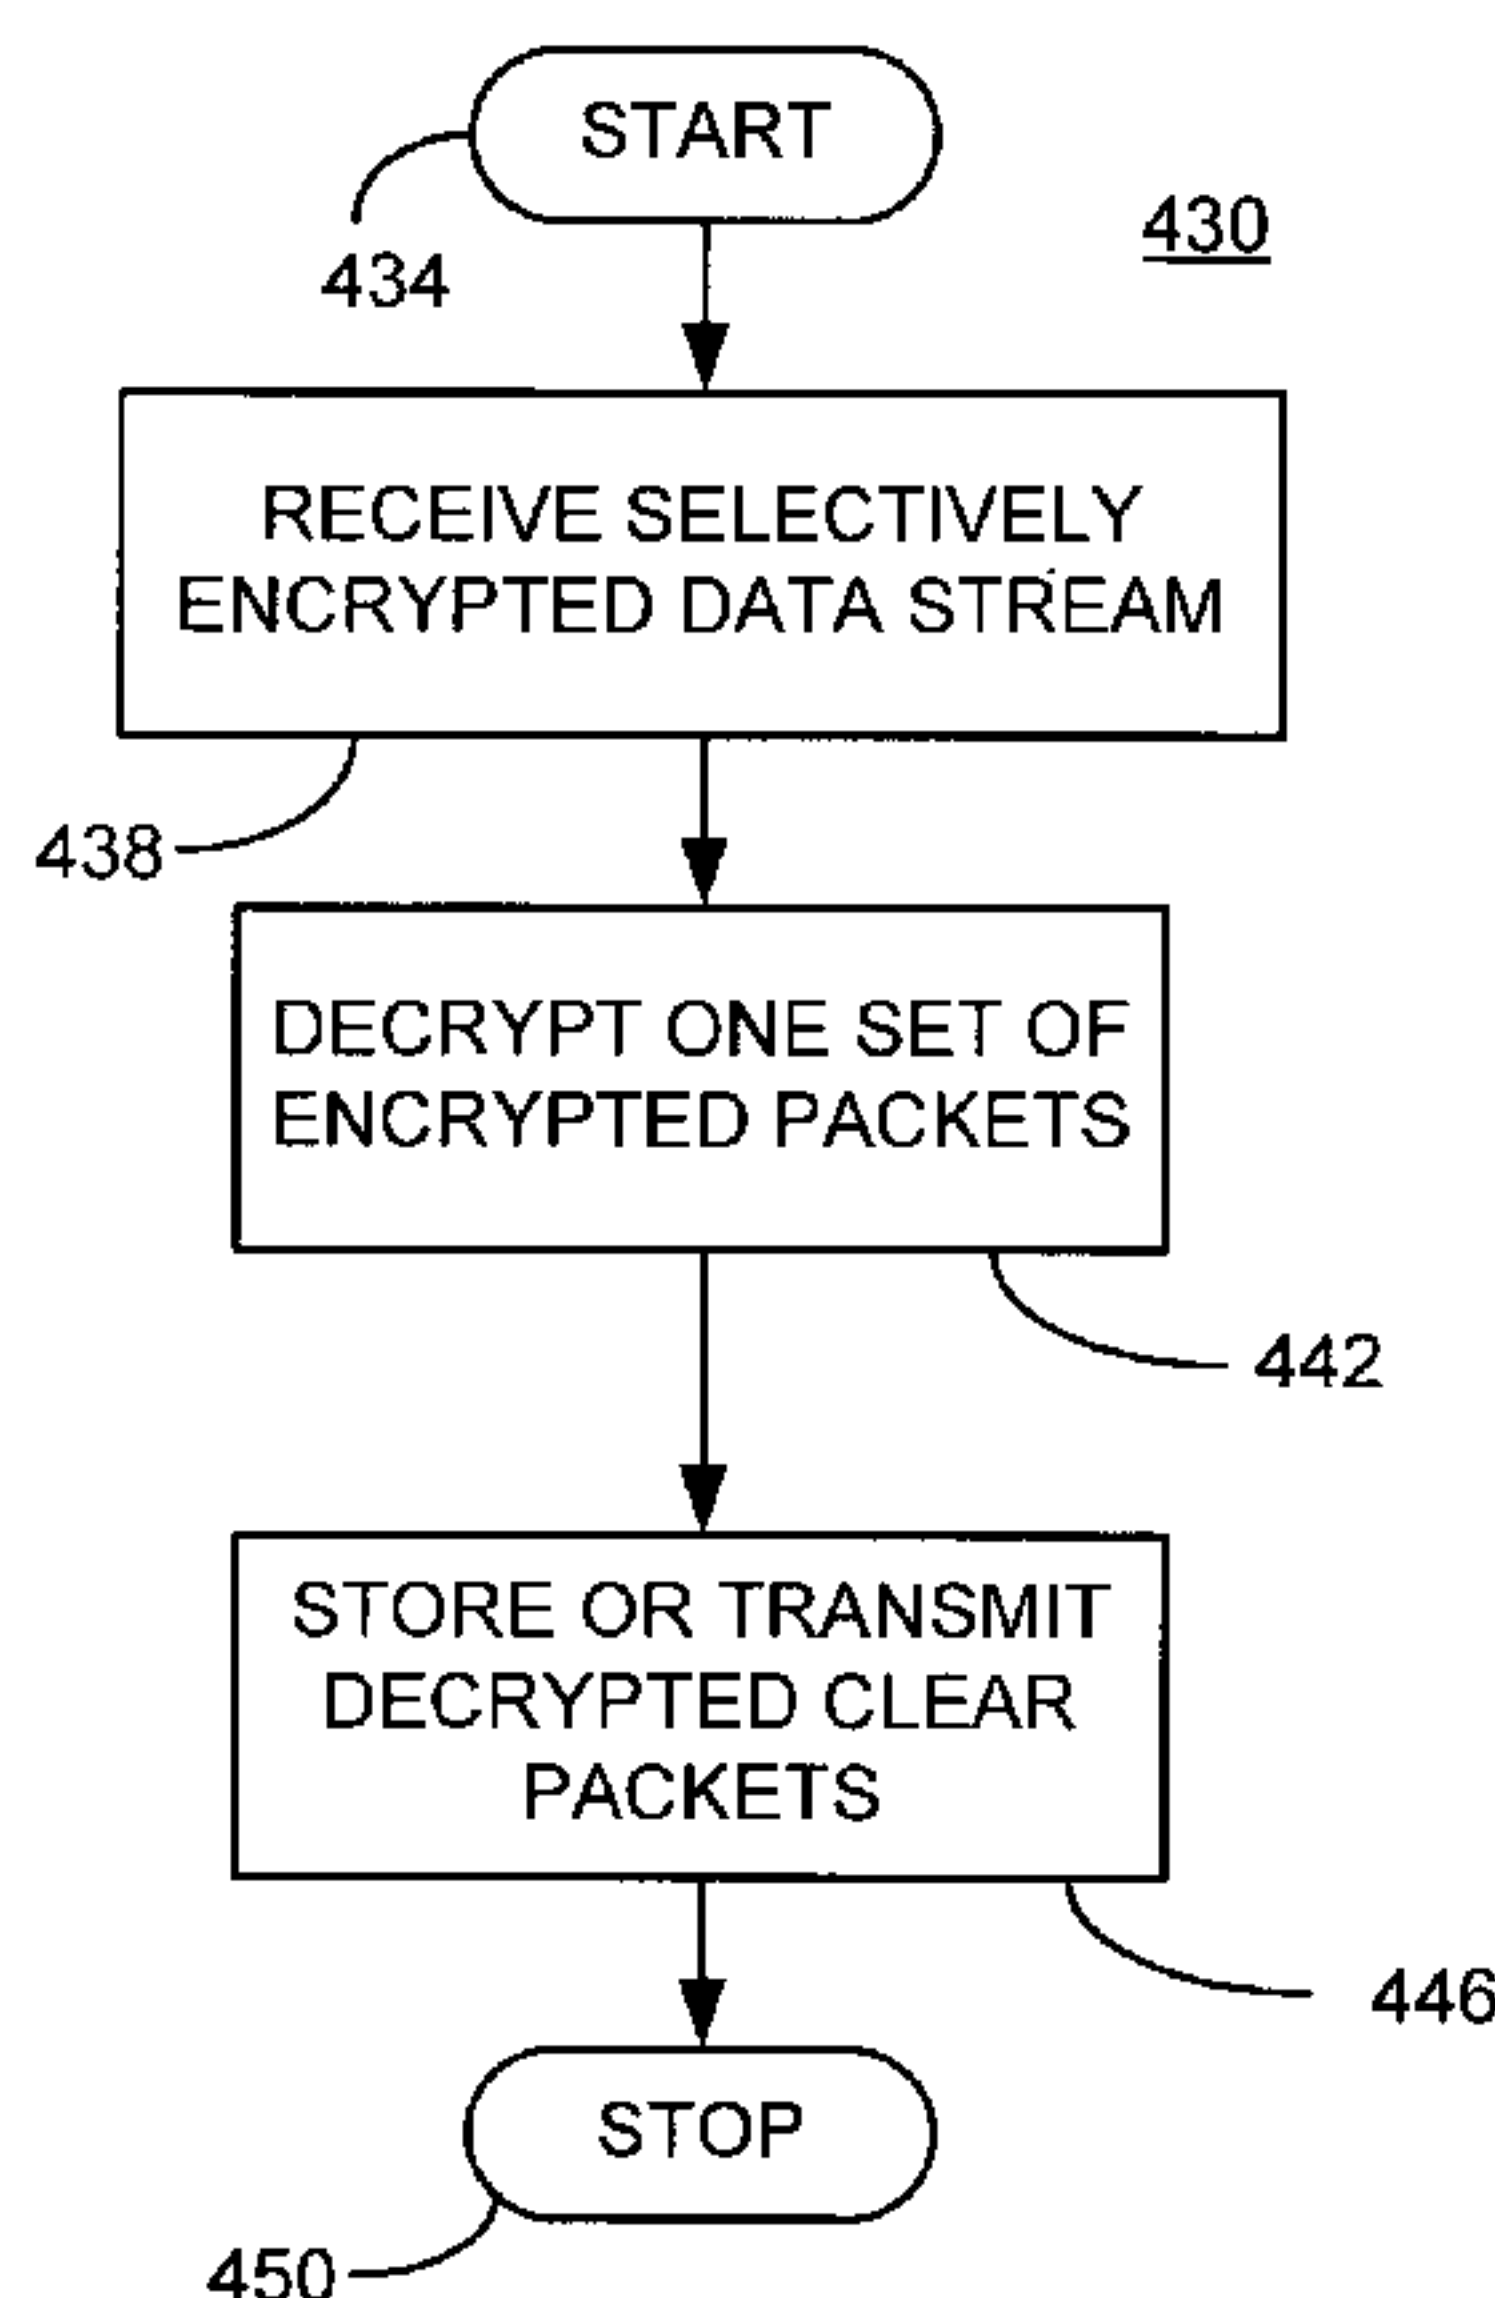 START
430
434
RECEIVE SELECTIVELY
ENCRYPTED DATA STREAM
438
DECRYPT ONE SET OF
ENCRYPTED PACKETS
442
STORE OR TRANSMIT
DECRYPTED CLEAR
PACKETS
446
STOP
450